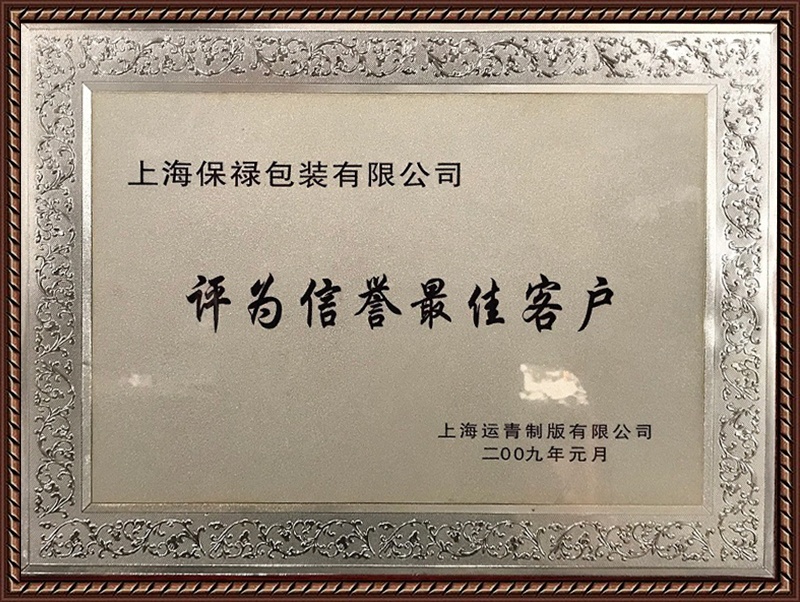 上海保禄包装有限公司
评为信誉最佳客户
上海运青制版有限公司
二00九年元月